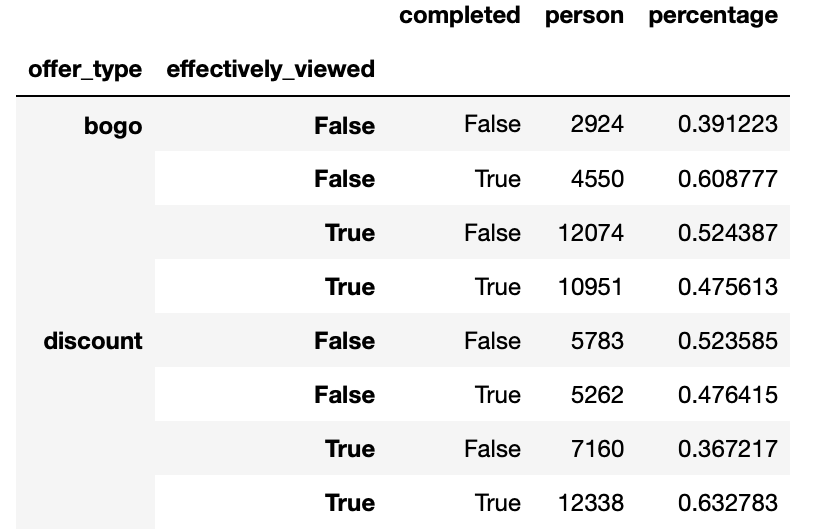 completed person percentage
offer_type effectively_viewed
bogo False False 2924 0.391223
False True 4550 0.608777
True False 12074 0.524387
True True 10951 0.475613
discount False False 5783 0.523585
False True 5262 0.476415
True False 7160 0.367217
True True 12338 0.632783